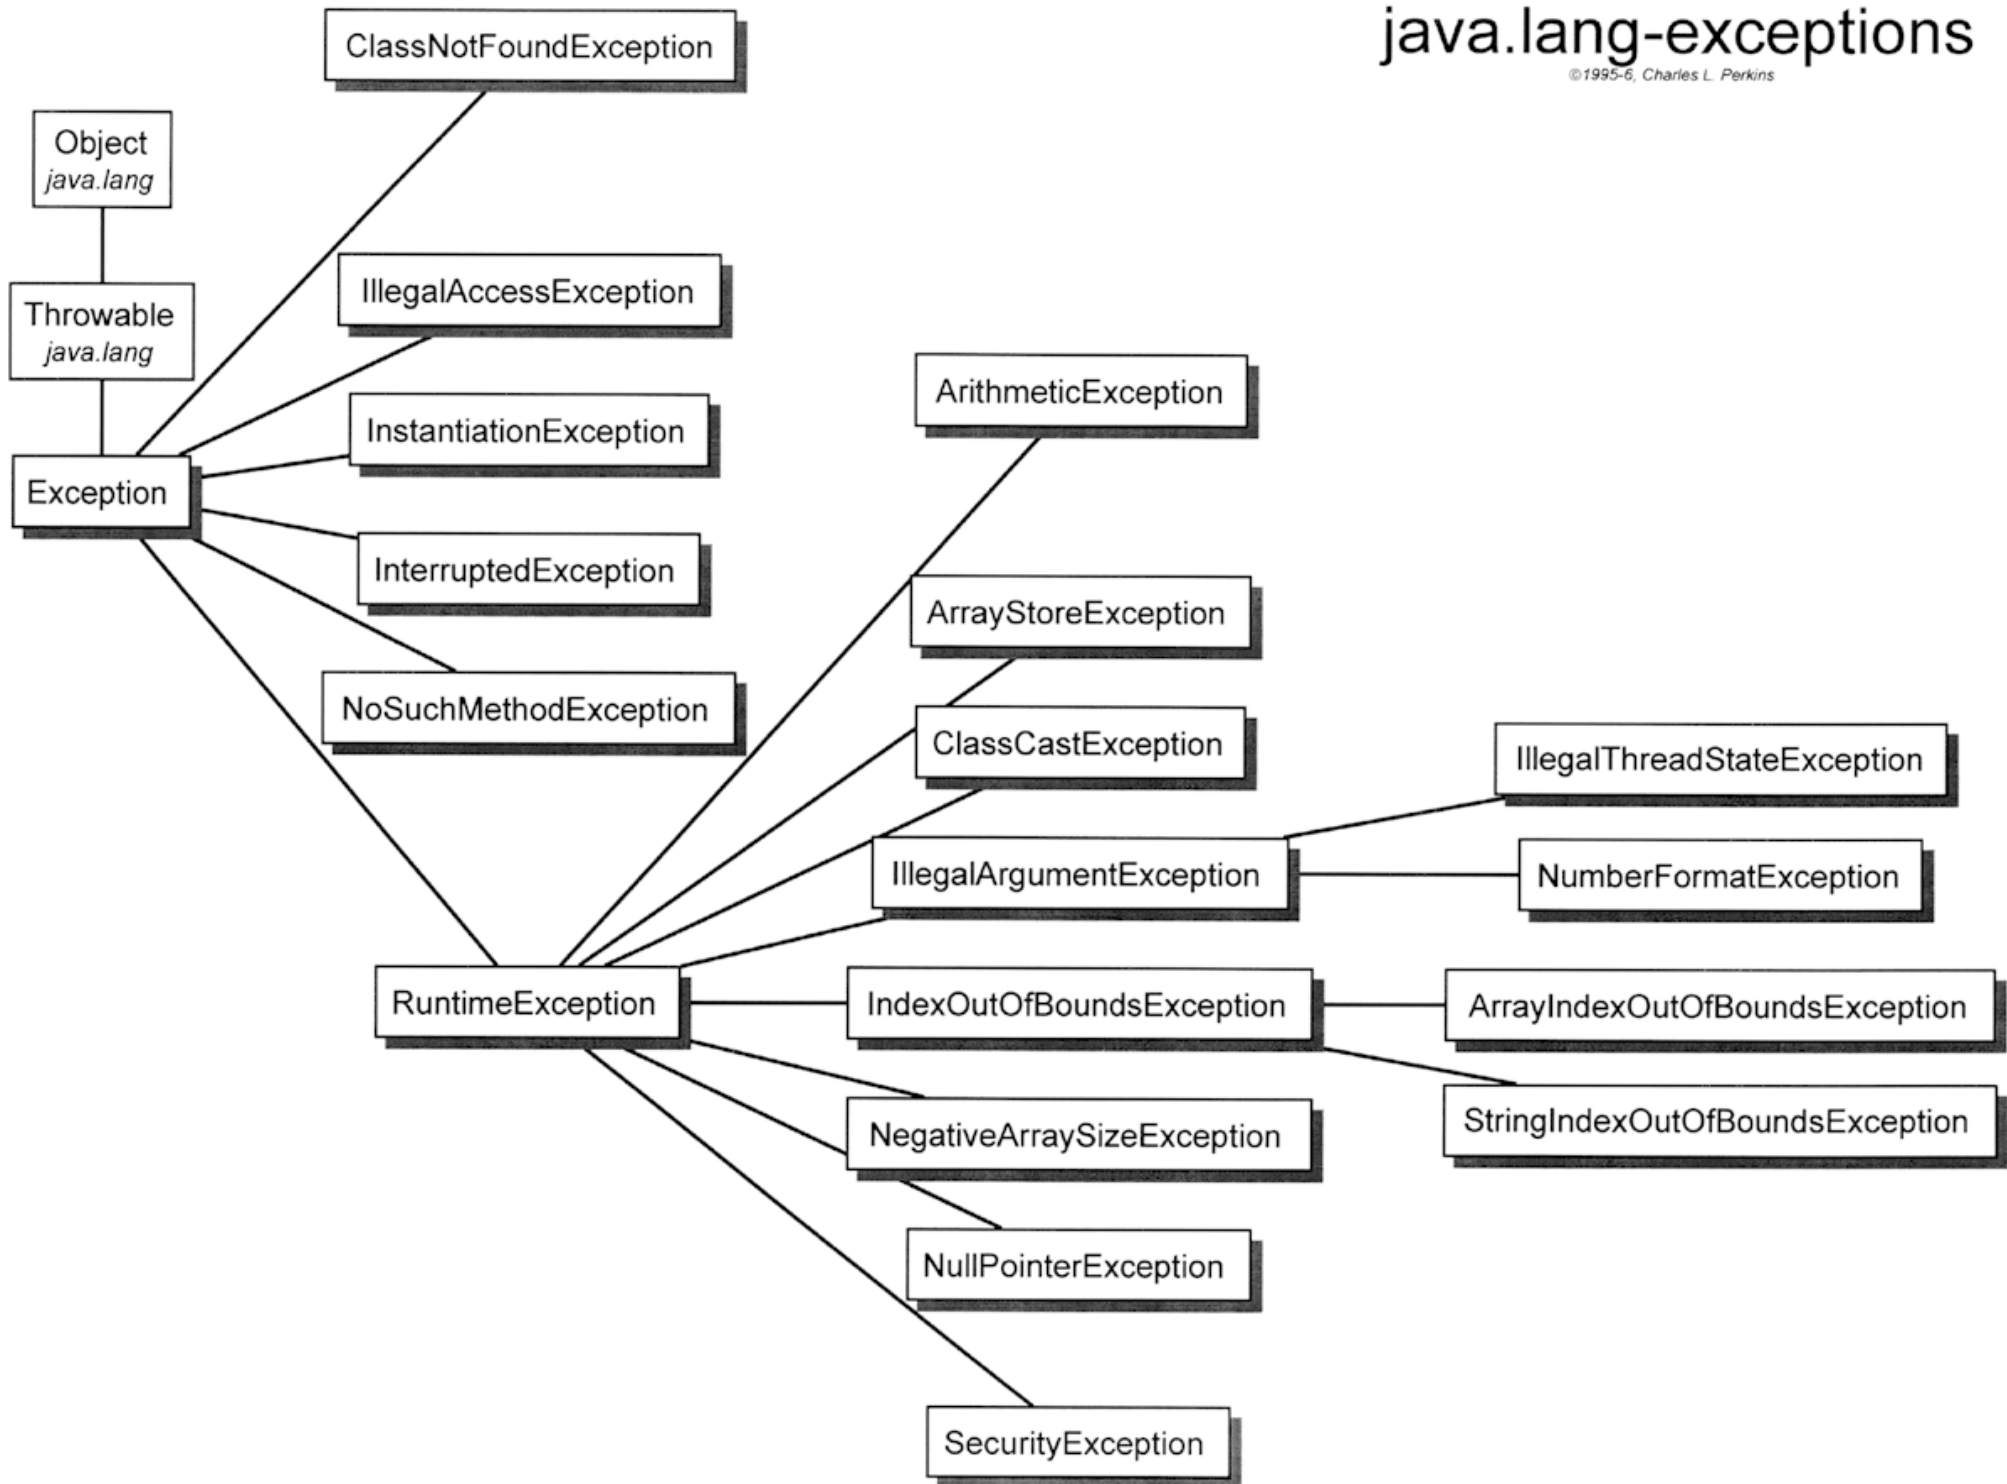 java.lang-exceptions
©1995-6, Charles L. Perkins
ClassNotFoundException
Object
java.lang
Throwable
java.lang
IllegalAccessException
InstantiationException
Exception
InterruptedException
NoSuchMethodException
ArithmeticException
ArrayStoreException
ClassCastException
IllegalThreadStateException
IllegalArgumentException
NumberFormatException
RuntimeException
IndexOutOfBoundsException
ArrayIndexOutOfBoundsException
NegativeArraySizeException
StringIndexOutOfBoundsException
NullPointerException
SecurityException